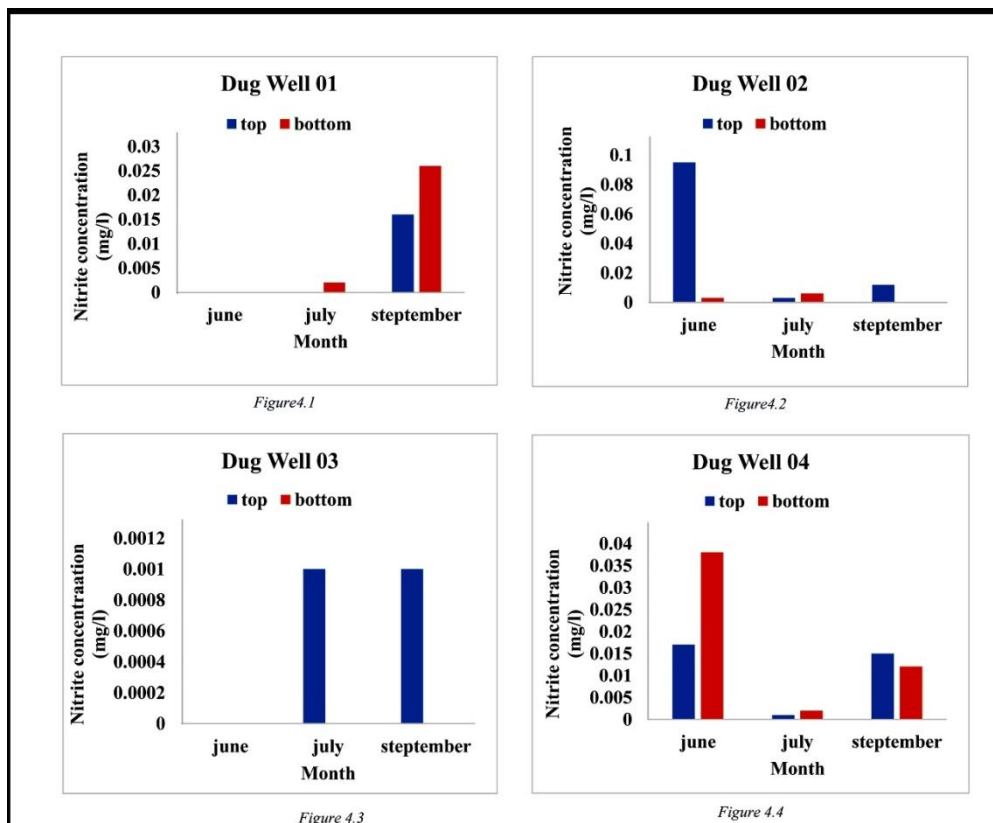 Dug Well 01
top bottom
Nitrite concentration
(mg/l)
0.03
0.025
0.02
0.015
0.01
0.005
0
june july steptember
Month
Figure4.1
Dug Well 02
top bottom
Nitrite concentration
(mg/l)
0.1
0.08
0.06
0.04
0.02
0
june july steptember
Month
Figure4.2
Dug Well 03
top bottom
Nitrite concentraation
(mg/l)
0.0012
0.001
0.0008
0.0006
0.0004
0.0002
0
june july steptember
Month
Figure 4.3
Dug Well 04
top bottom
Nitrite concentration
(mg/l)
0.04
0.035
0.03
0.025
0.02
0.015
0.01
0.005
0
june july steptember
Month
Figure 4.4